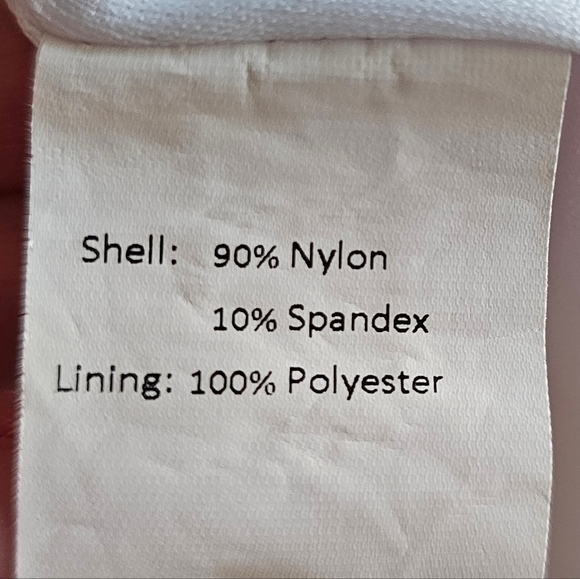 Shell: 90% Nylon
10% Spandex
Lining: 100% Polyester